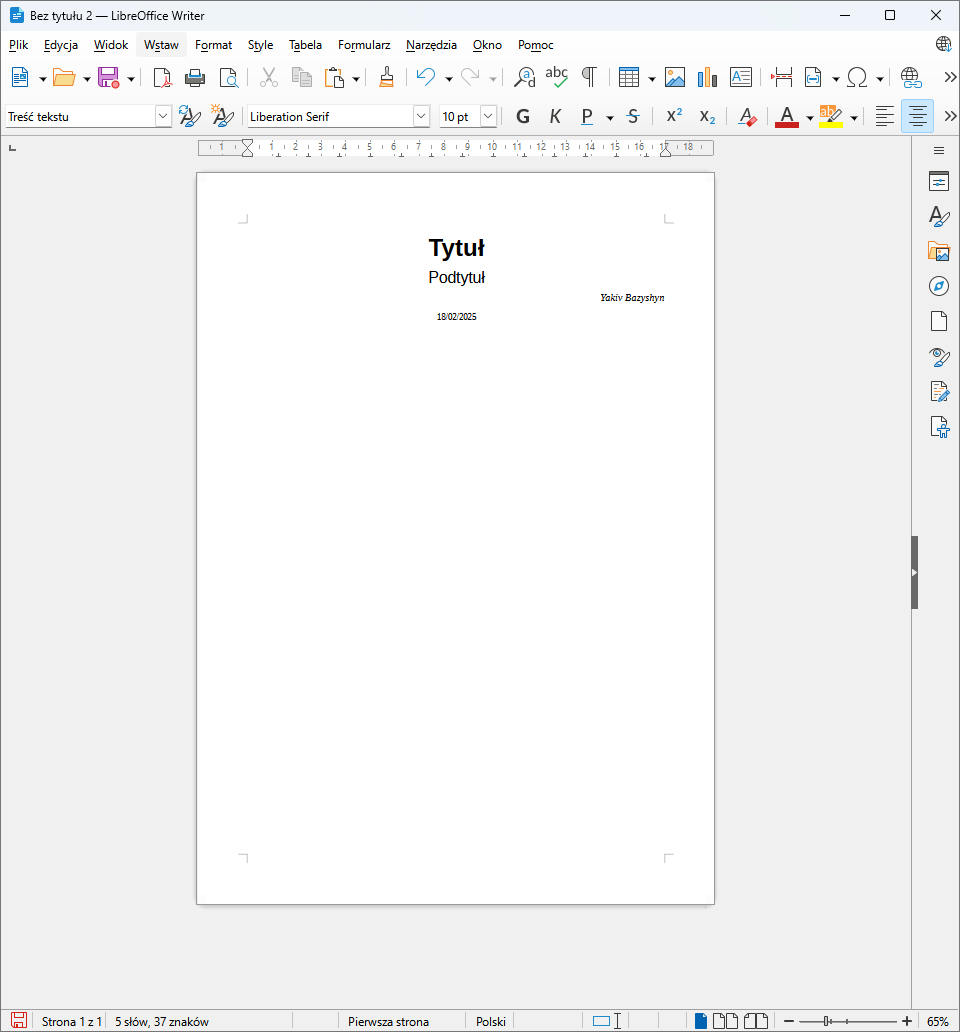 Bez tytułu 2 — LibreOffice Writer
Plik Edycja Widok Wstaw Format Style Tabela Formularz Narzędzia Okno Pomoc
Treść tekstu Liberation Serif 10 pt G K P S X² X₂ A
1 1 2 3 4 5 6 7 8 9 10 11 12 13 14 15 16 17 18
Tytuł
Podtytuł
Yakiv Bazyshyn
18/02/2025
Strona 1 z 1 5 słów, 37 znaków Pierwsza strona Polski 65%